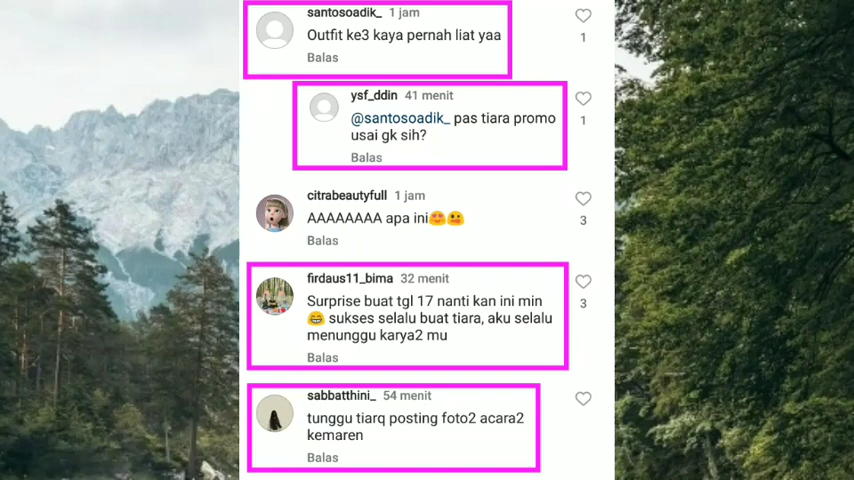 santosoadik_ 1 jam
Outfit ke3 kaya pernah liat yaa
1
Balas
ysf_ddin 41 menit
@santosoadik_ pas tiara promo
1
usai gk sih?
Balas
citrabeautyfull 1 jam
AAAAAAAA apa ini😍🥵
3
Balas
firdaus11_bima 32 menit
Surprise buat tgl 17 nanti kan ini min
3
😂 sukses selalu buat tiara, aku selalu
menunggu karya2 mu
Balas
sabbatthini_ 54 menit
tunggu tiarq posting foto2 acara2
kemaren
Balas